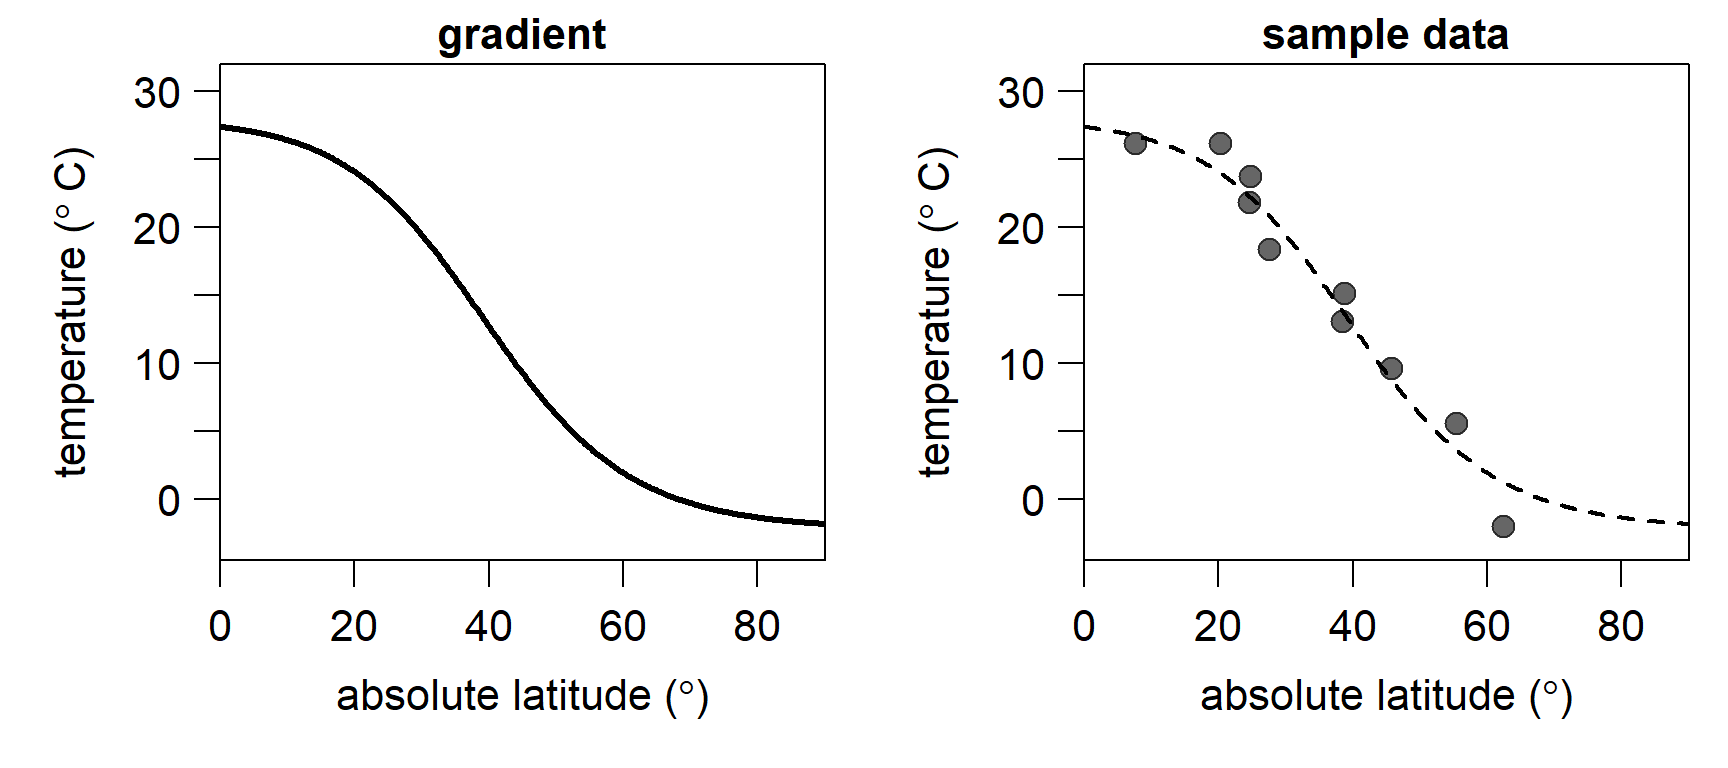 gradient
30
20
10
0
temperature (° C)
0 20 40 60 80
absolute latitude (°)
sample data
30
20
10
0
temperature (° C)
0 20 40 60 80
absolute latitude (°)